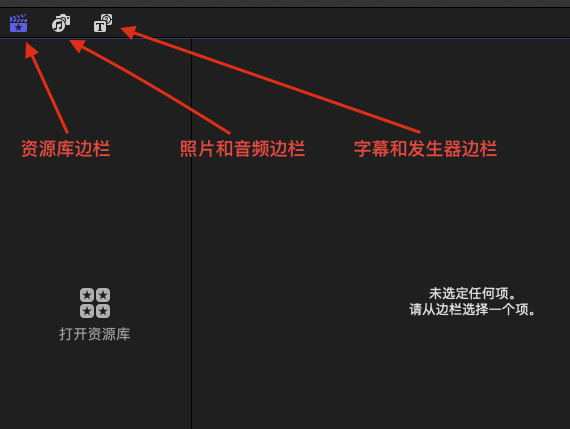 资源库边栏
照片和音频边栏
字幕和发生器边栏
打开资源库
未选定任何项。
请从边栏选择一个项。